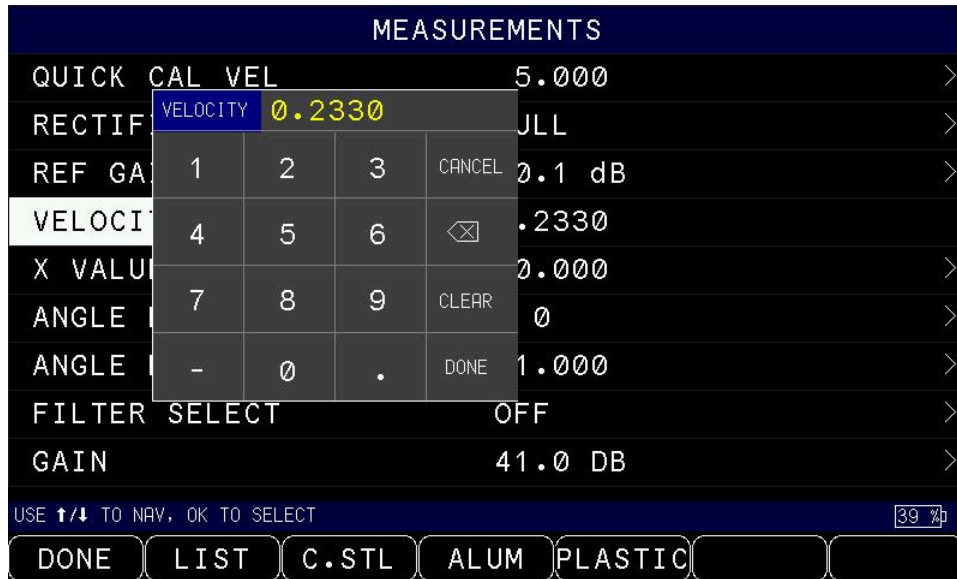 MEASUREMENTS
QUICK CAL VEL 5.000
VELOCITY 0.2330
RECTIF ULL
1 2 3 CANCEL
REF GA 0.1 dB
VELOCI .2330
4 5 6
X VALU 0.000
7 8 9 CLEAR
ANGLE 0
ANGLE 1.000
- 0 . DONE
FILTER SELECT OFF
GAIN 41.0 DB
USE ↑/↓ TO NAV, OK TO SELECT 39 %
DONE LIST C.STL ALUM PLASTIC